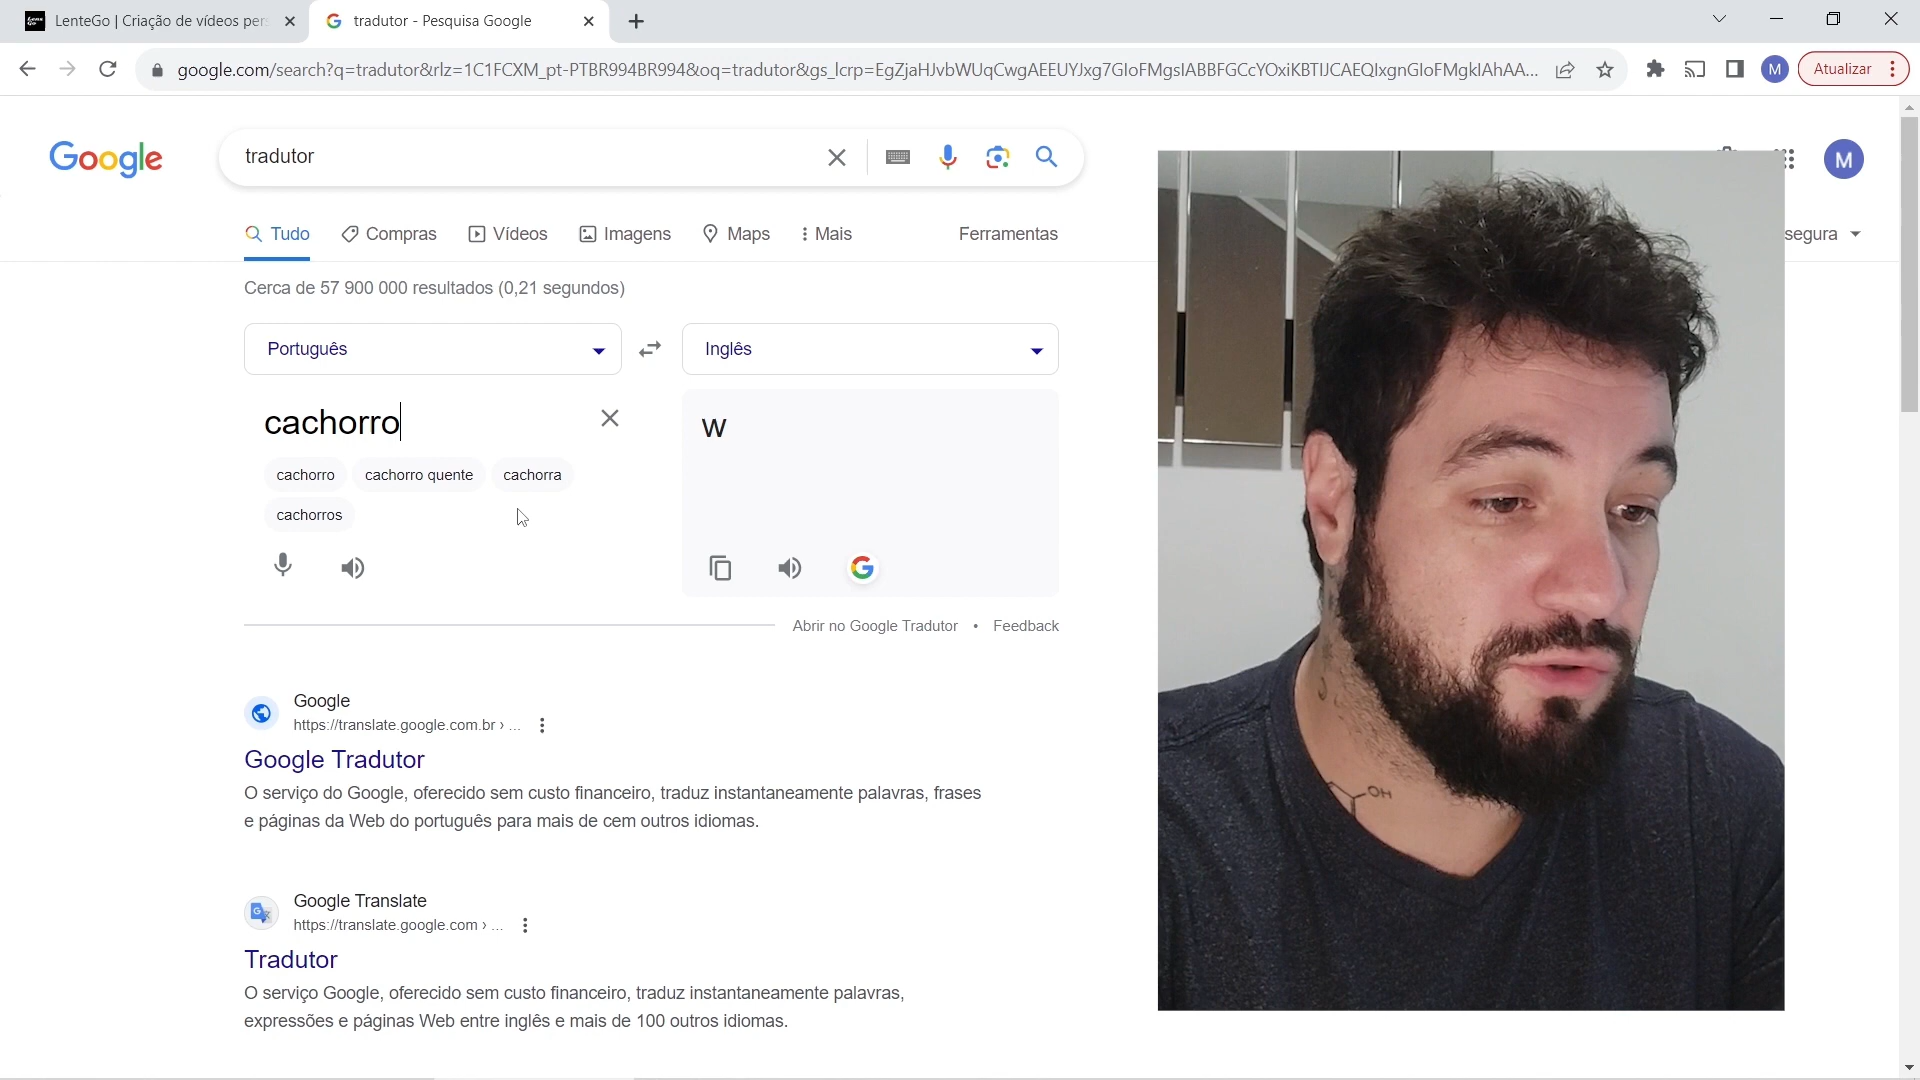 LenteGo | Criação de vídeos per
tradutor - Pesquisa Google
google.com/search?q=tradutor&rlz=1C1FCXM_pt-PTBR994BR994&oq=tradutor&gs_lcrp=EgZjaHJvbWUqCwgAEEUYJxg7GIoFMgsIABBFGCcYOxiKBTIJCAEQIxgnGIoFMgkIAhAA...
M
Atualizar
Google
tradutor
M
Tudo
Compras
Vídeos
Imagens
Maps
Mais
Ferramentas
segura
Cerca de 57 900 000 resultados (0,21 segundos)
Português
Inglês
cachorro
w
cachorro
cachorro quente
cachorra
cachorros
Abrir no Google Tradutor • Feedback
Google
https://translate.google.com.br › ...
Google Tradutor
O serviço do Google, oferecido sem custo financeiro, traduz instantaneamente palavras, frases
e páginas da Web do português para mais de cem outros idiomas.
Google Translate
https://translate.google.com › ...
Tradutor
O serviço Google, oferecido sem custo financeiro, traduz instantaneamente palavras,
expressões e páginas Web entre inglês e mais de 100 outros idiomas.
OH